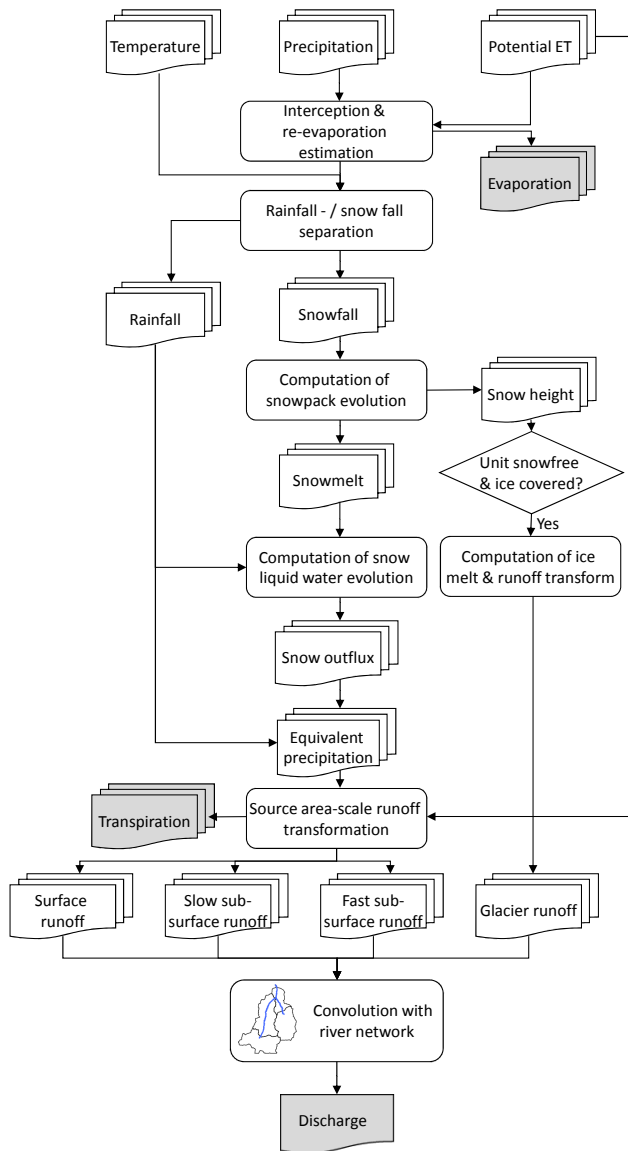 Temperature
Precipitation
Potential ET
Interception &
re-evaporation
estimation
Evaporation
Rainfall - / snow fall
separation
Rainfall
Snowfall
Computation of
snowpack evolution
Snow height
Snowmelt
Unit snowfree
& ice covered?
Yes
Computation of snow
liquid water evolution
Computation of ice
melt & runoff transform
Snow outflux
Equivalent
precipitation
Transpiration
Source area-scale runoff
transformation
Surface
runoff
Slow sub-
surface runoff
Fast sub-
surface runoff
Glacier runoff
Convolution with
river network
Discharge